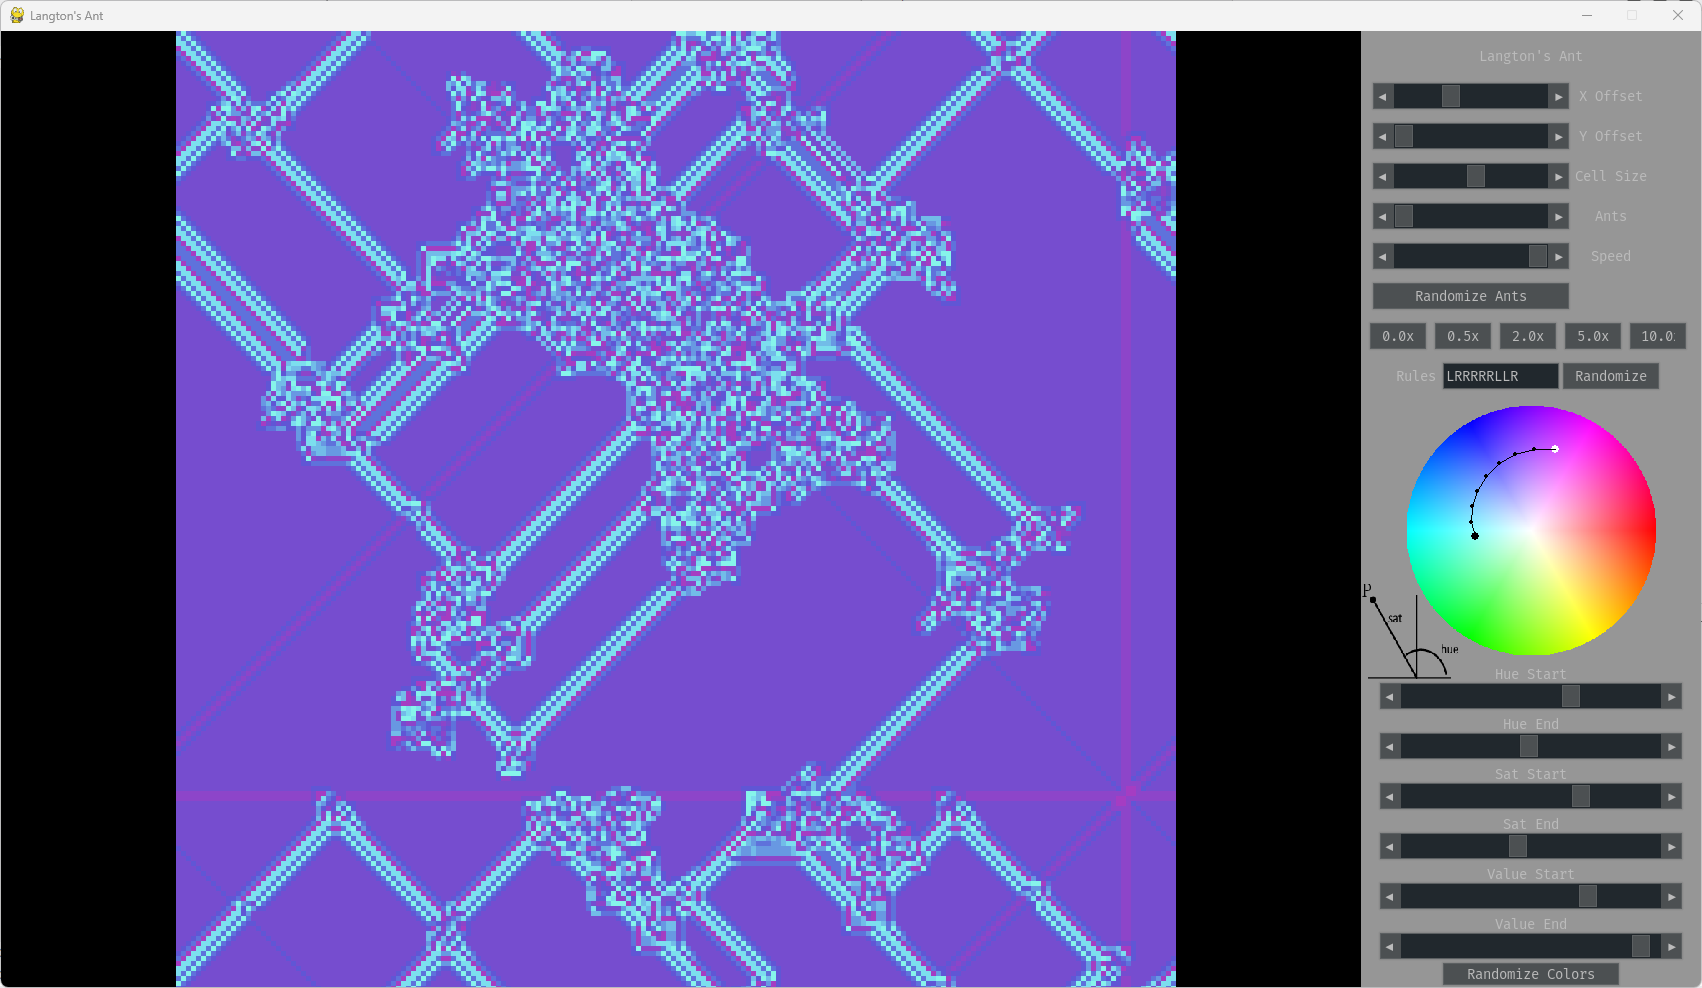 Langton's Ant
Langton's Ant
X Offset
Y Offset
Cell Size
Ants
Speed
Randomize Ants
0.0x 0.5x 2.0x 5.0x 10.0
Rules LRRRRRLLR Randomize
P
sat
hue
Hue Start
Hue End
Sat Start
Sat End
Value Start
Value End
Randomize Colors